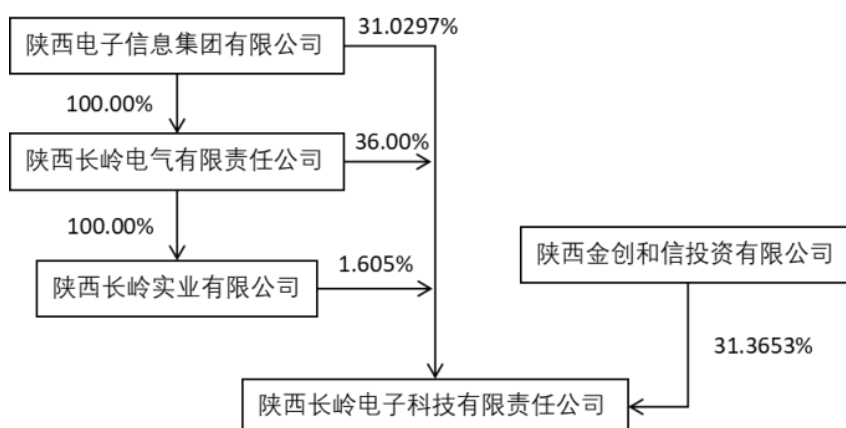 陕西电子信息集团有限公司
31.0297%
100.00%
陕西长岭电气有限责任公司
36.00%
100.00%
陕西长岭实业有限公司
1.605%
陕西金创和信投资有限公司
31.3653%
陕西长岭电子科技有限责任公司